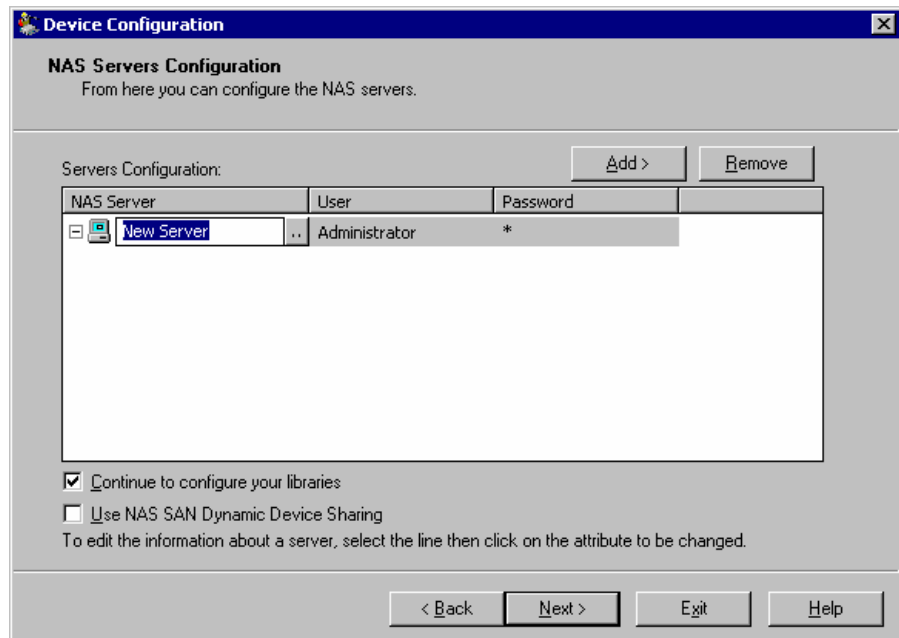 Device Configuration
NAS Servers Configuration
From here you can configure the NAS servers.
Servers Configuration:
Add >
Remove
NAS Server User Password
New Server .. Administrator *
Continue to configure your libraries
Use NAS SAN Dynamic Device Sharing
To edit the information about a server, select the line then click on the attribute to be changed.
< Back Next > Exit Help